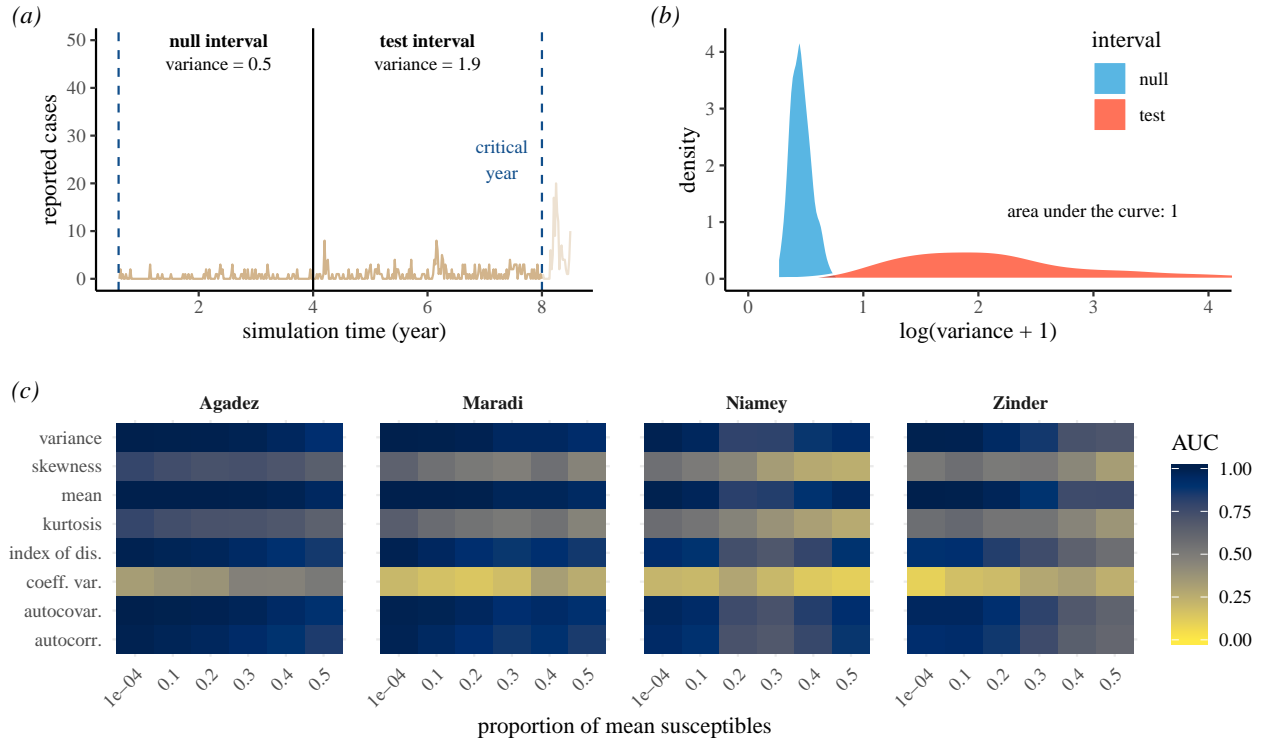 (a)
50
40
30
20
10
0
reported cases
null interval
variance = 0.5
test interval
variance = 1.9
critical
year
2
4
6
8
simulation time (year)
(b)
4
3
2
1
0
density
interval
null
test
area under the curve: 1
0
1
2
3
4
log(variance + 1)
(c)
Agadez
Maradi
Niamey
Zinder
variance
skewness
mean
kurtosis
index of dis.
coeff. var.
autocovar.
autocorr.
1e−04
0.1
0.2
0.3
0.4
0.5
1e−04
0.1
0.2
0.3
0.4
0.5
1e−04
0.1
0.2
0.3
0.4
0.5
1e−04
0.1
0.2
0.3
0.4
0.5
proportion of mean susceptibles
AUC
1.00
0.75
0.50
0.25
0.00